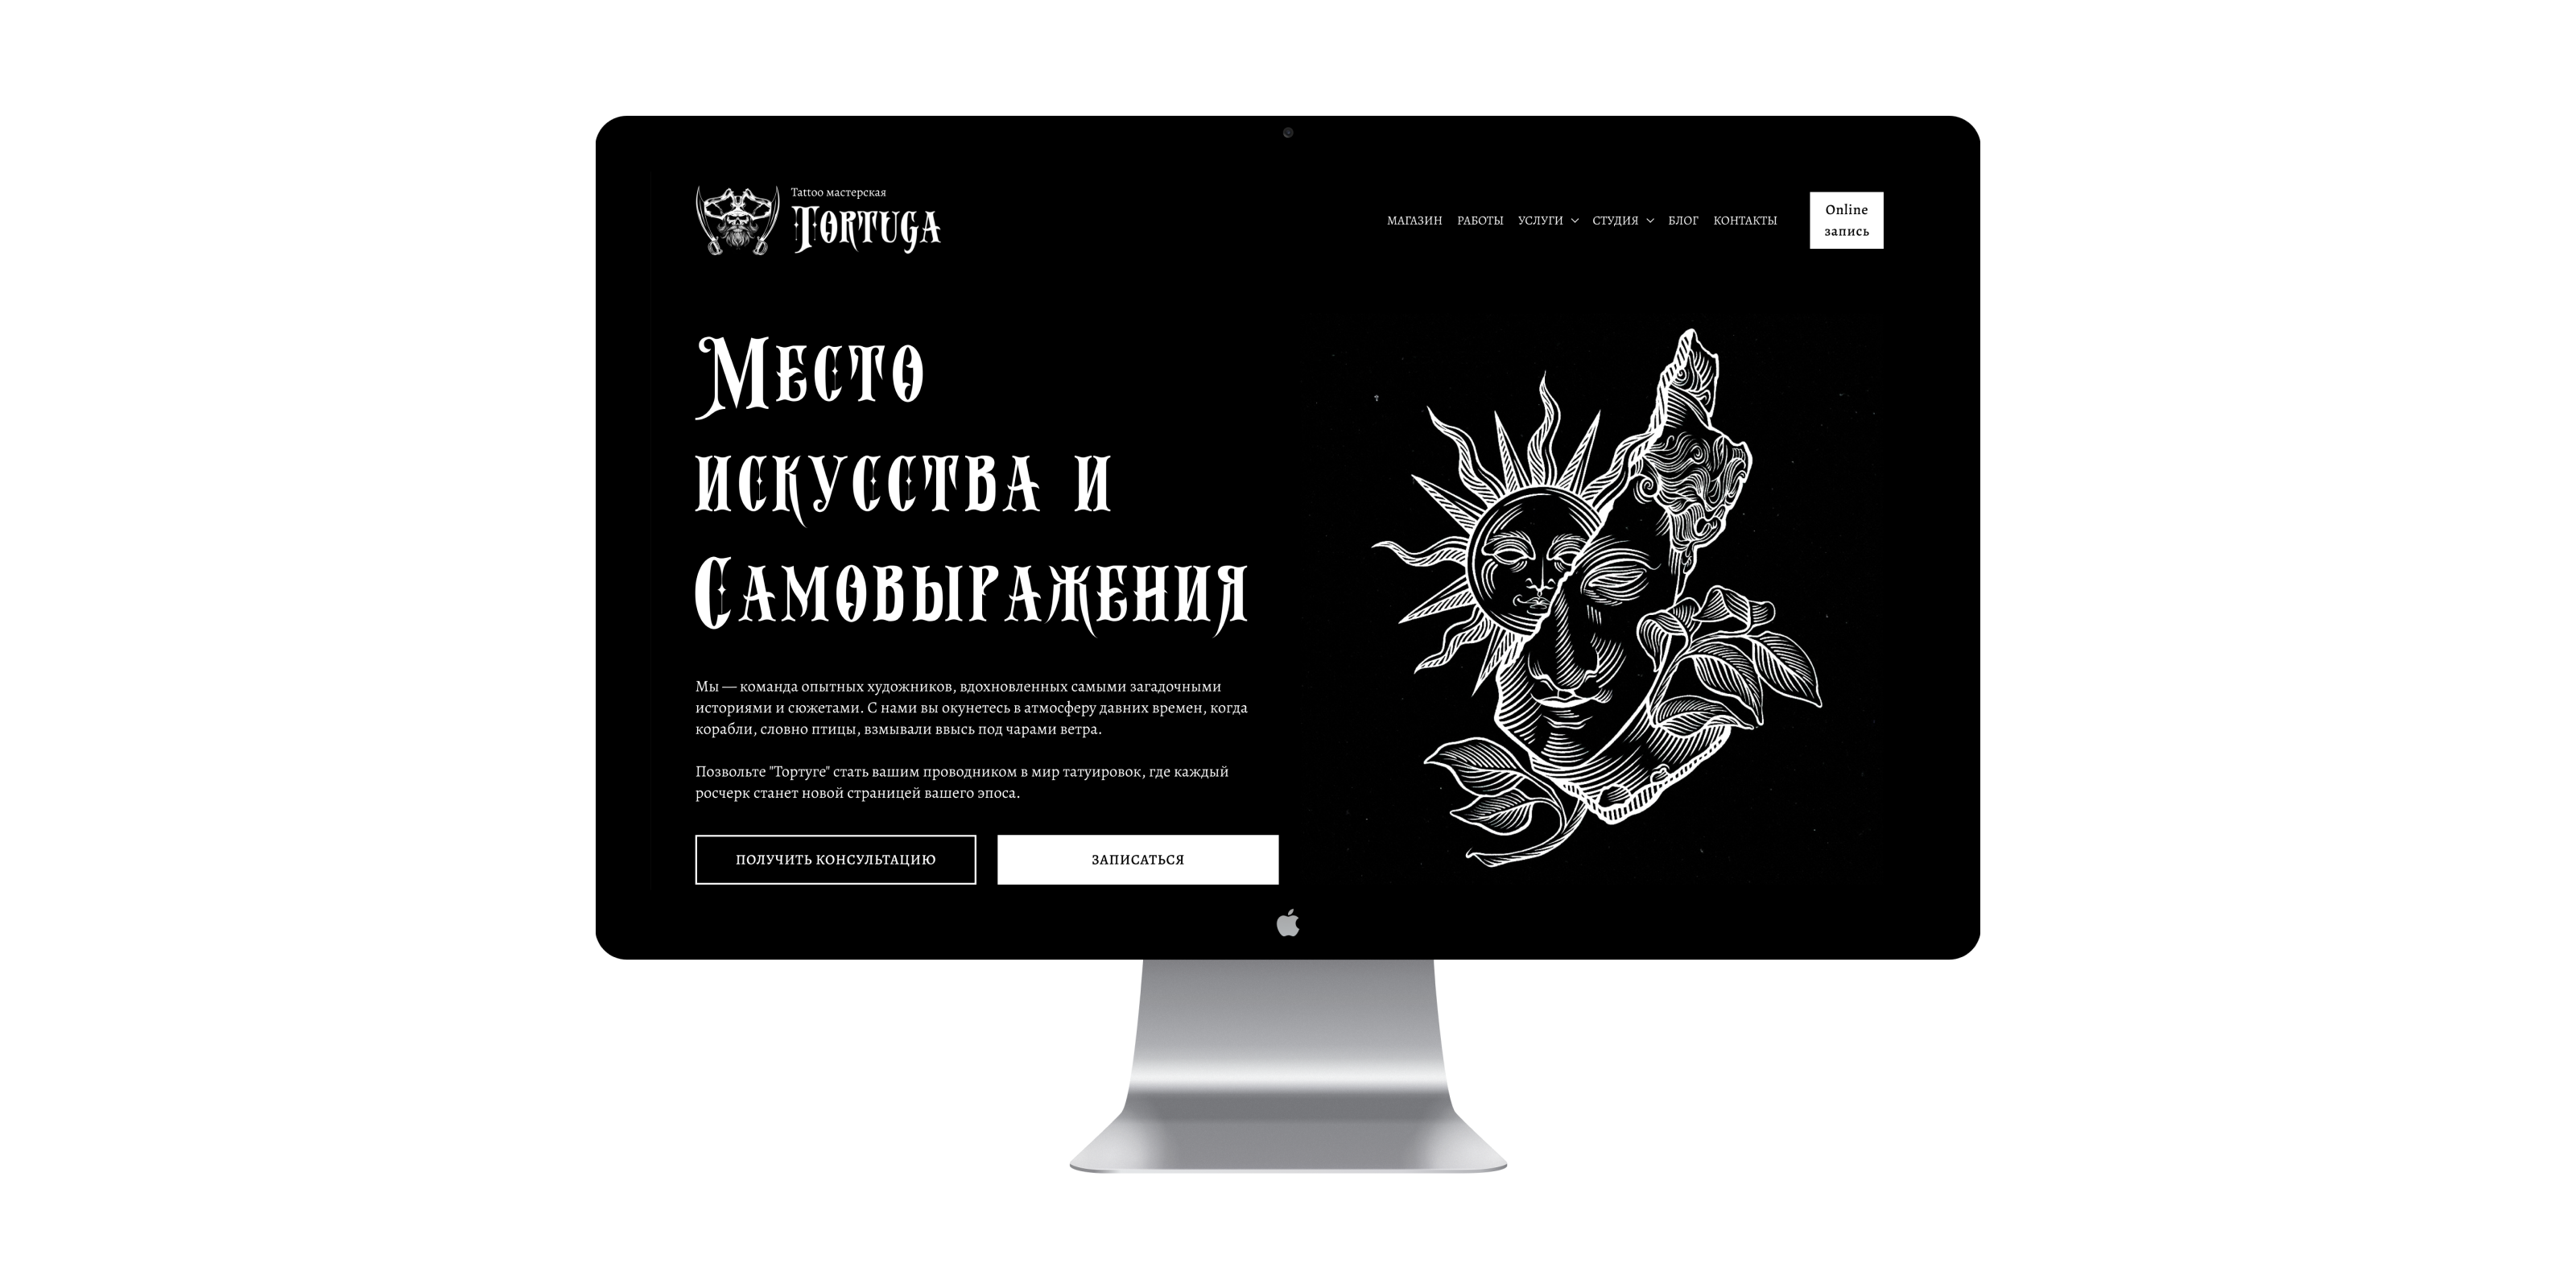 Tattoo мастерская
TORTUGA
МАГАЗИН РАБОТЫ УСЛУГИ СТУДИЯ БЛОГ КОНТАКТЫ
Online
запись
Место
искусства и
Самовыражения
Мы — команда опытных художников, вдохновленных самыми загадочными
историями и сюжетами. С нами вы окунетесь в атмосферу давних времен, когда
корабли, словно птицы, взмывали ввысь под чарами ветра.
Позвольте "Тортуге" стать вашим проводником в мир татуировок, где каждый
росчерк станет новой страницей вашего эпоса.
ПОЛУЧИТЬ КОНСУЛЬТАЦИЮ
ЗАПИСАТЬСЯ